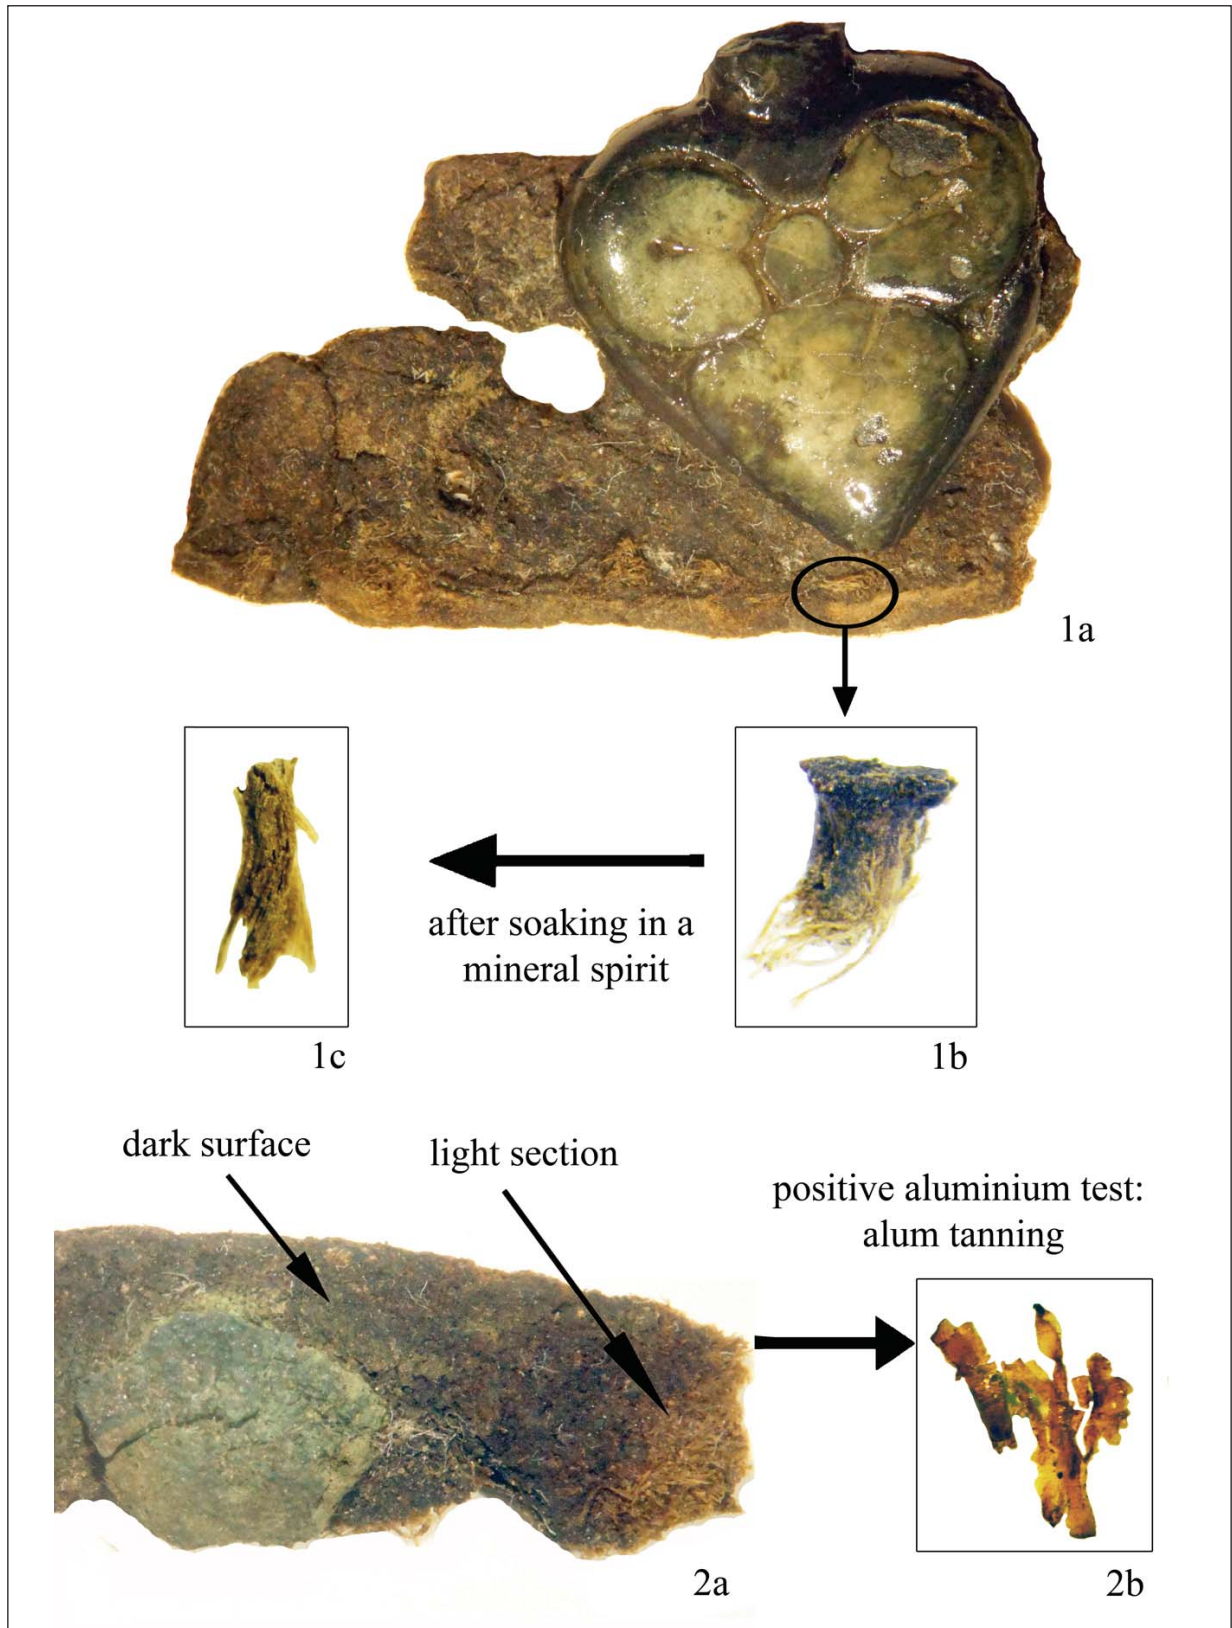 1a
after soaking in a
mineral spirit
1c
1b
dark surface
light section
positive aluminium test:
alum tanning
2a
2b